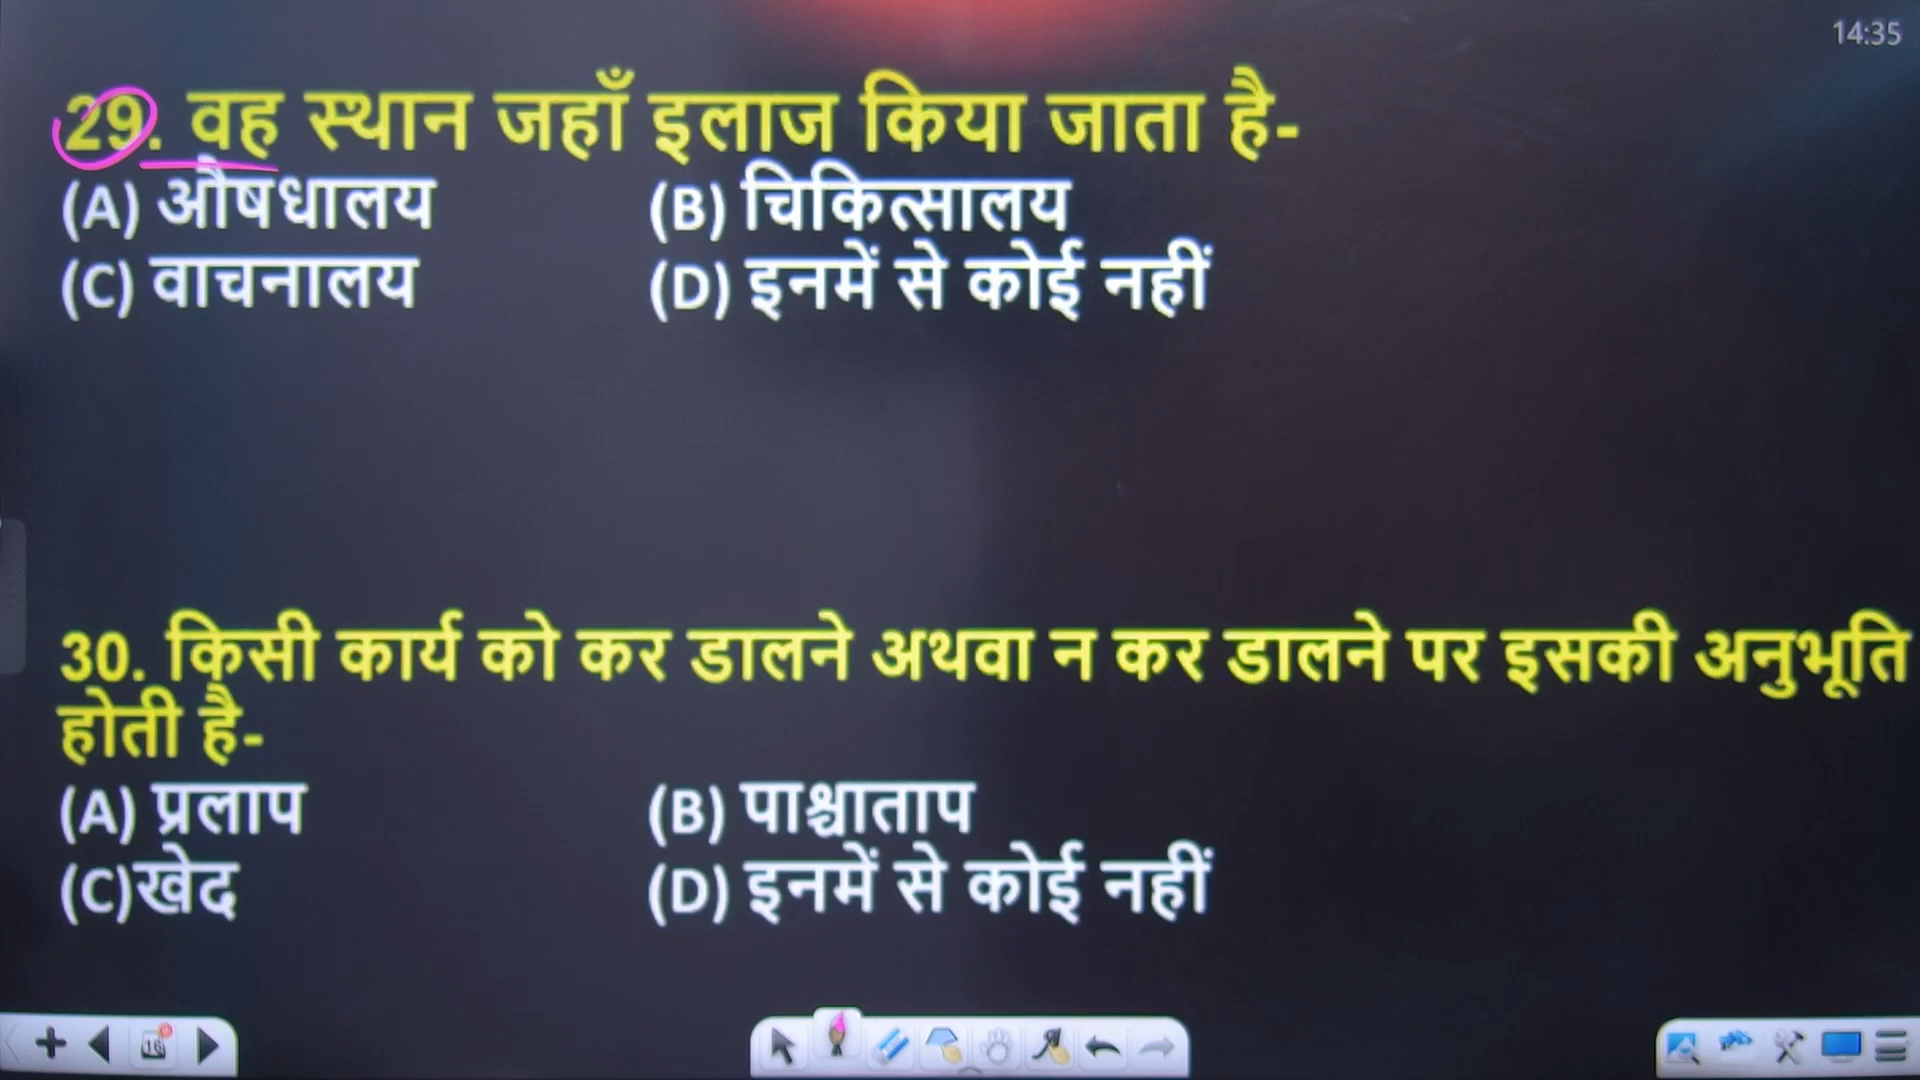 14:35
29. वह स्थान जहाँ इलाज किया जाता है-
(A) औषधालय (B) चिकित्सालय
(C) वाचनालय (D) इनमें से कोई नहीं
30. किसी कार्य को कर डालने अथवा न कर डालने पर इसकी अनुभूति
होती है-
(A) प्रलाप (B) पाश्चाताप
(C)खेद (D) इनमें से कोई नहीं
16